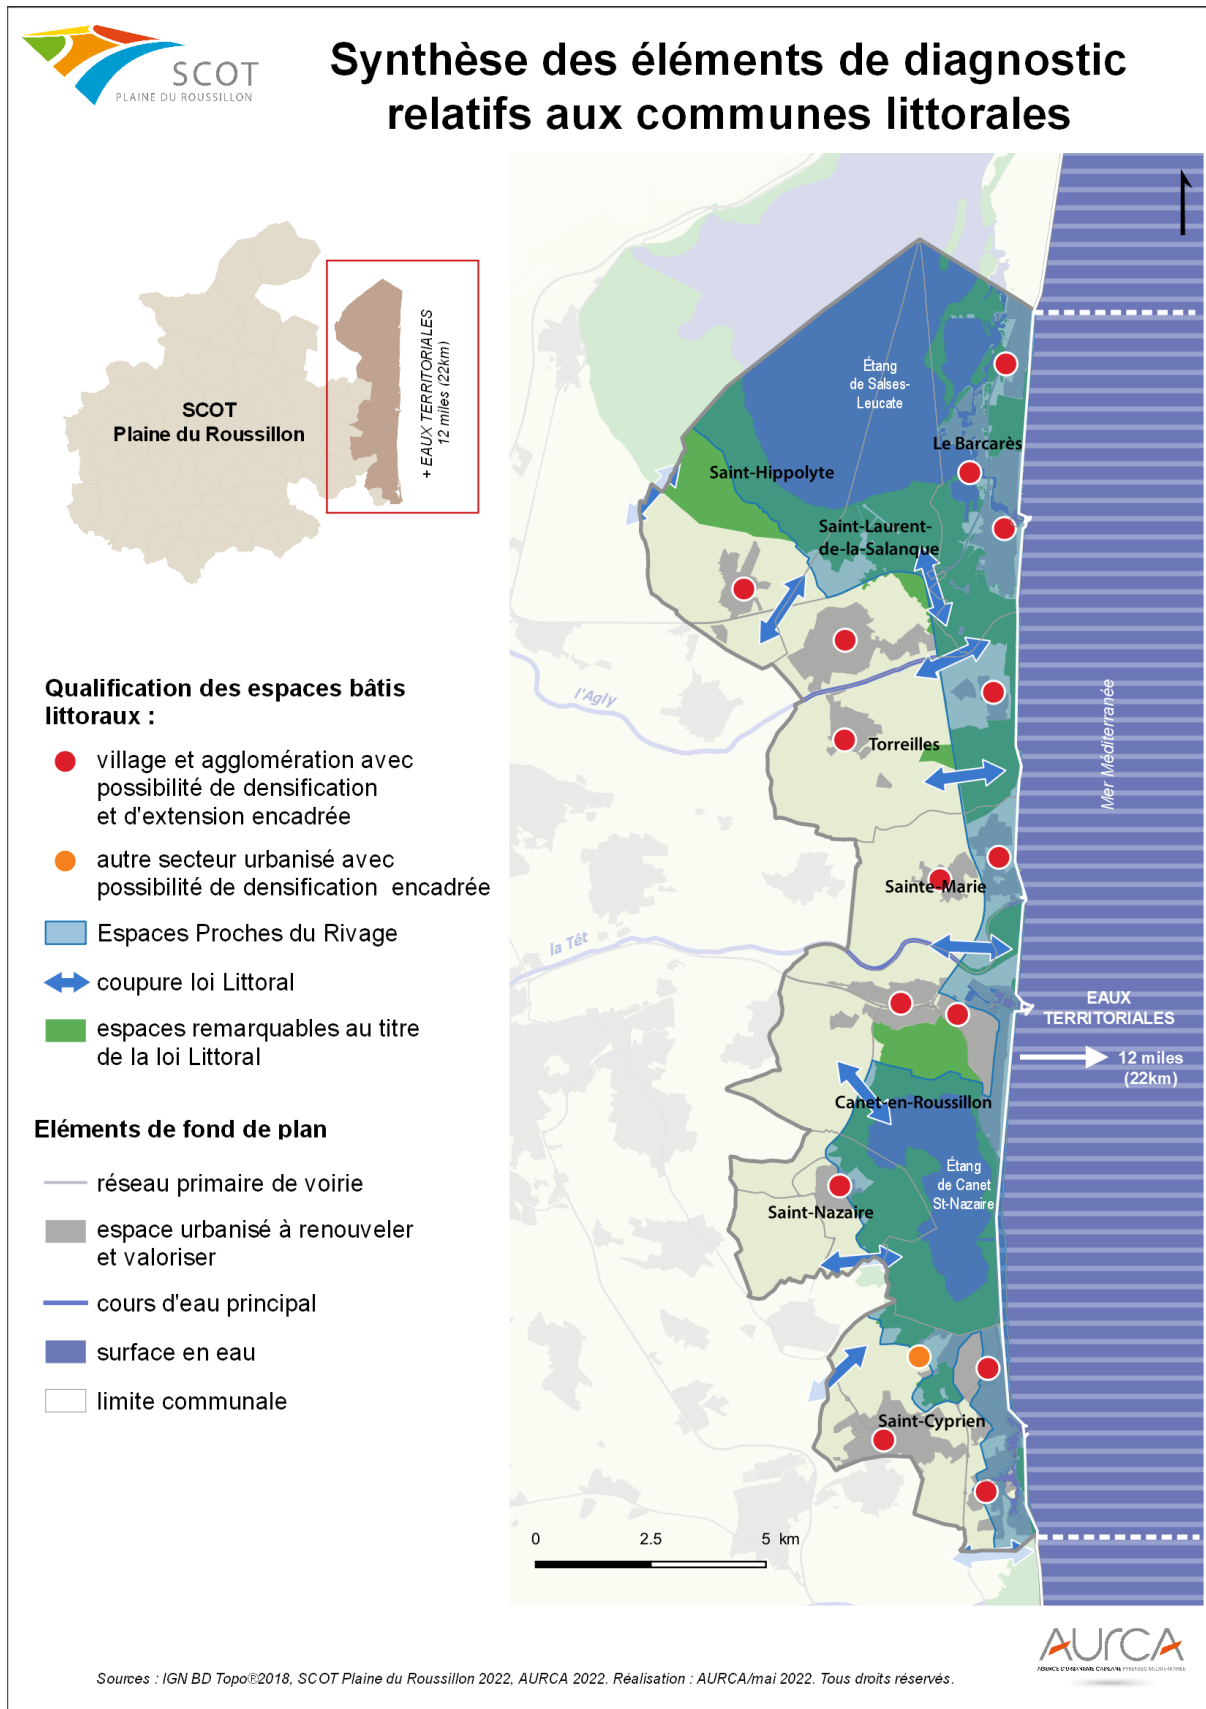 SCOT
PLAINE DU ROUSSILLON
Synthèse des éléments de diagnostic
relatifs aux communes littorales
SCOT
Plaine du Roussillon
+ EAUX TERRITORIALES
12 miles (22km)
Qualification des espaces bâtis
littoraux :
village et agglomération avec
possibilité de densification
et d'extension encadrée
autre secteur urbanisé avec
possibilité de densification encadrée
Espaces Proches du Rivage
coupure loi Littoral
espaces remarquables au titre
de la loi Littoral
Eléments de fond de plan
réseau primaire de voirie
espace urbanisé à renouveler
et valoriser
cours d'eau principal
surface en eau
limite communale
Étang
de Salses-
Leucate
Le Barcarès
Saint-Hippolyte
Saint-Laurent-
de-la-Salanque
l'Agly
Torreilles
Mer Méditerranée
Sainte-Marie
la Têt
EAUX
TERRITORIALES
12 miles
(22km)
Canet-en-Roussillon
Étang
de Canet
St-Nazaire
Saint-Nazaire
Saint-Cyprien
0 2.5 5 km
AURCA
AGENCE D'URBANISME CATALANE PYRÉNÉES MÉDITERRANÉE
Sources : IGN BD Topo®2018, SCOT Plaine du Roussillon 2022, AURCA 2022. Réalisation : AURCA/mai 2022. Tous droits réservés.